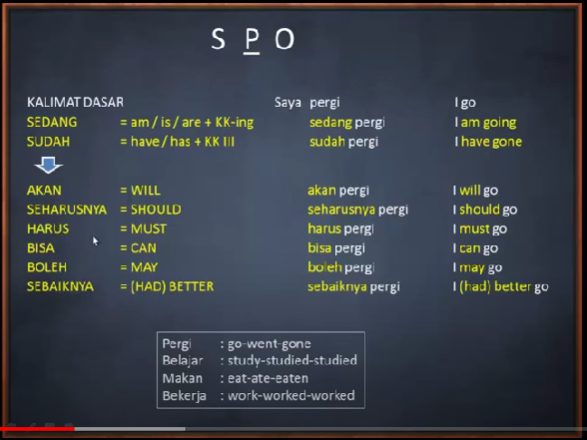 S P O
KALIMAT DASAR Saya pergi I go
SEDANG = am / is / are + KK-ing sedang pergi I am going
SUDAH = have / has + KK III sudah pergi I have gone
AKAN = WILL akan pergi I will go
SEHARUSNYA = SHOULD seharusnya pergi I should go
HARUS = MUST harus pergi I must go
BISA = CAN bisa pergi I can go
BOLEH = MAY boleh pergi I may go
SEBAIKNYA = (HAD) BETTER sebaiknya pergi I (had) better go
Pergi : go-went-gone
Belajar : study-studied-studied
Makan : eat-ate-eaten
Bekerja : work-worked-worked